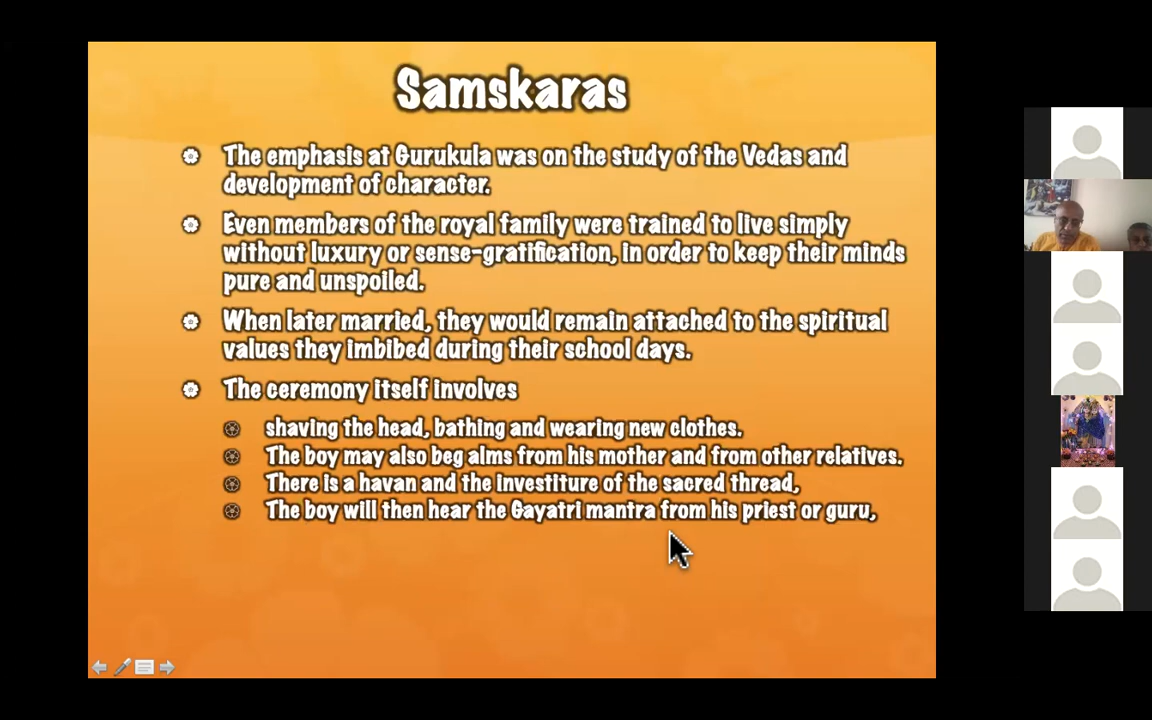 Samskaras
The emphasis at Gurukula was on the study of the Vedas and
development of character.
Even members of the royal family were trained to live simply
without luxury or sense-gratification, in order to keep their minds
pure and unspoiled.
When later married, they would remain attached to the spiritual
values they imbibed during their school days.
The ceremony itself involves
shaving the head, bathing and wearing new clothes.
The boy may also beg alms from his mother and from other relatives.
There is a havan and the investiture of the sacred thread,
The boy will then hear the Gayatri mantra from his priest or guru,